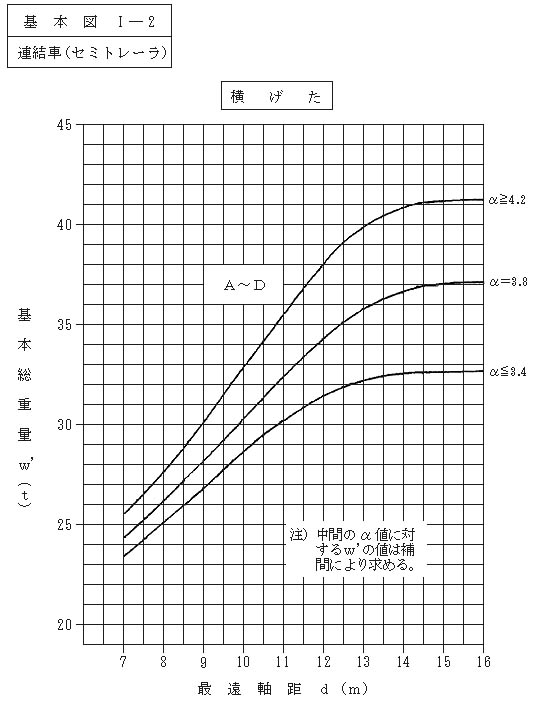 基本図 I－2
連結車(セミトレーラ)
横げた
45
40
35
30
25
20
基本総重量 w' (t)
A～D
α≧4.2
α＝3.8
α≦3.4
注) 中間の α 値に対
するw'の値は補
間により求める。
7 8 9 10 11 12 13 14 15 16
最遠軸距 d (m)